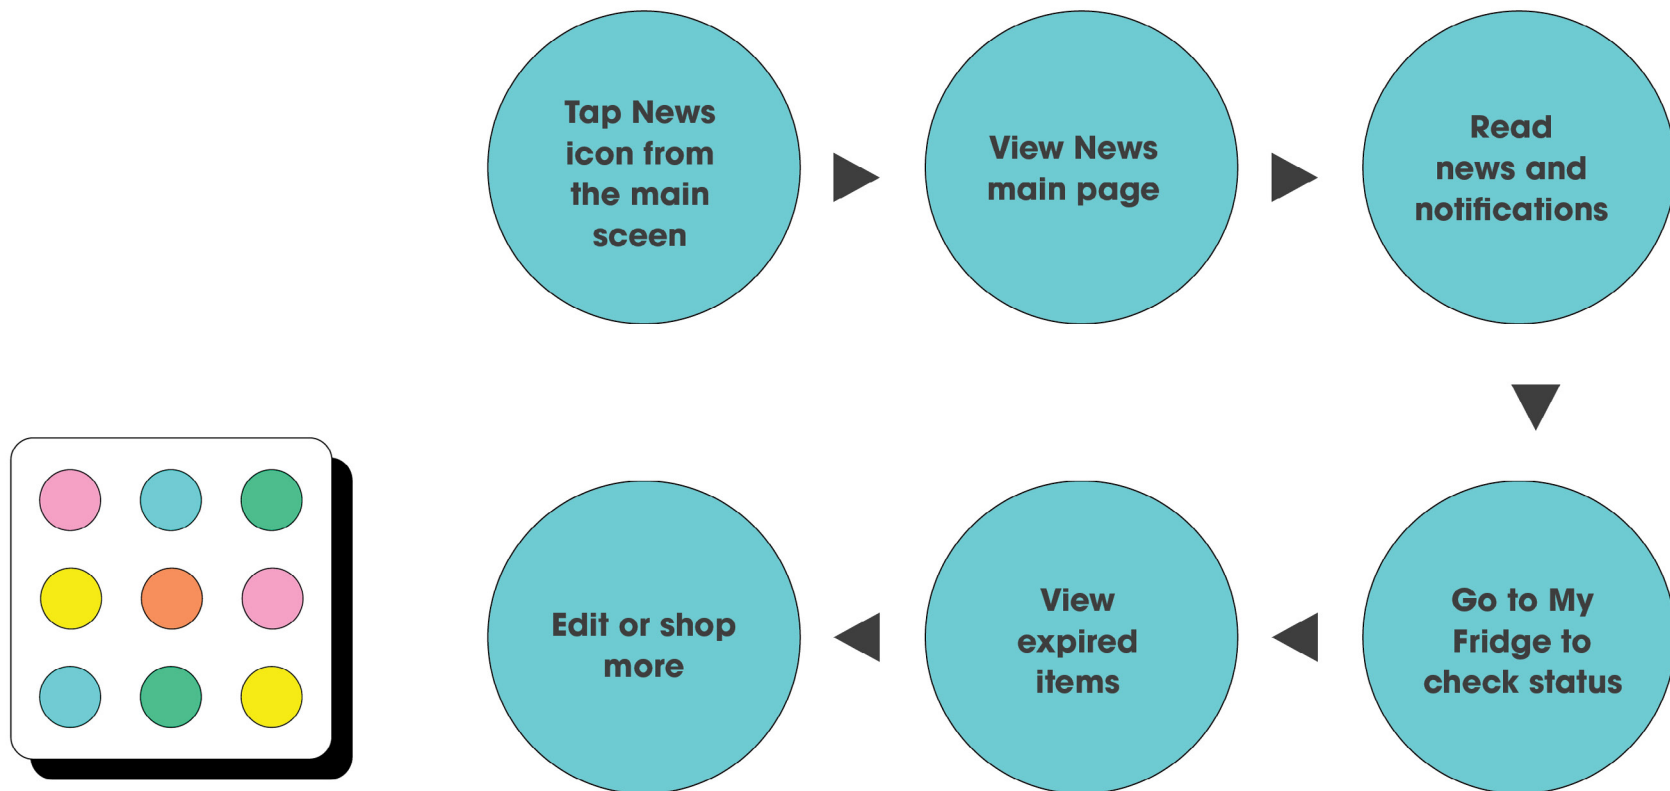 Tap News
icon from
the main
sceen
View News
main page
Read
news and
notifications
Go to My
Fridge to
check status
View
expired
items
Edit or shop
more